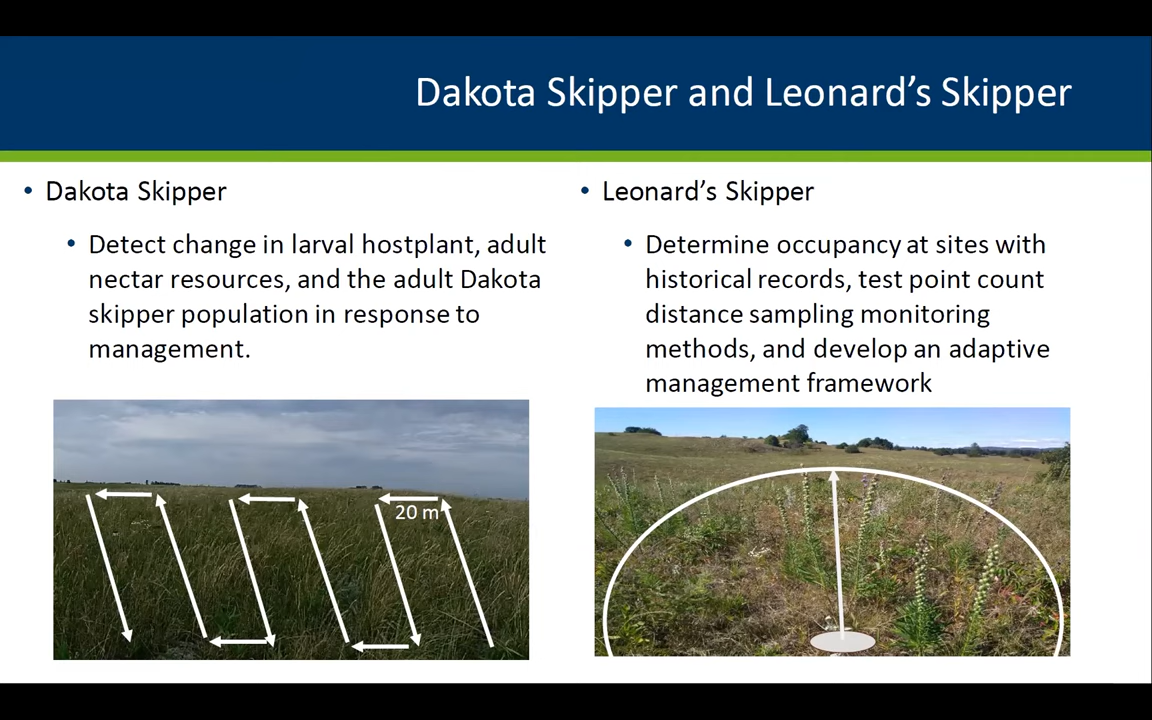 Dakota Skipper and Leonard's Skipper
• Dakota Skipper
• Detect change in larval hostplant, adult
nectar resources, and the adult Dakota
skipper population in response to
management.
20 m
• Leonard's Skipper
• Determine occupancy at sites with
historical records, test point count
distance sampling monitoring
methods, and develop an adaptive
management framework